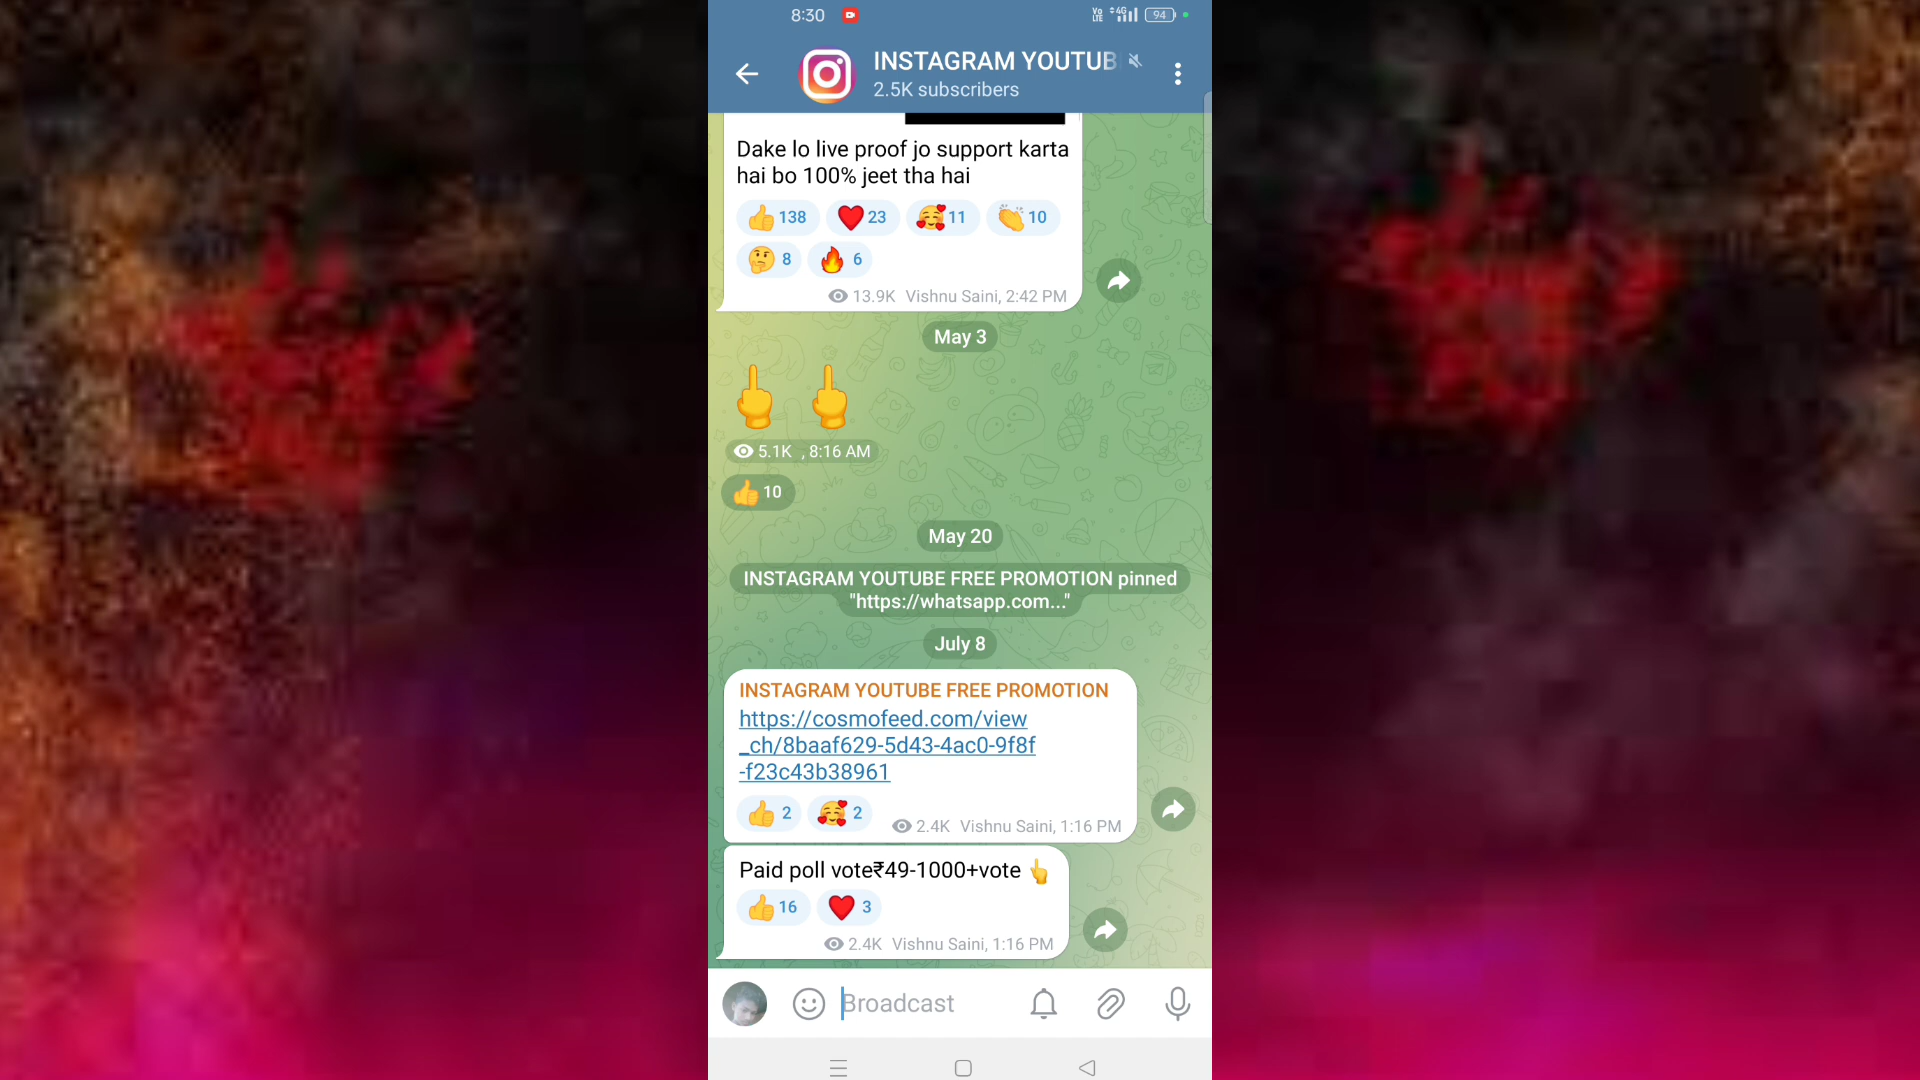 8:30
Vo LTE 4G 94
INSTAGRAM YOUTUB
2.5K subscribers
Dake lo live proof jo support karta
hai bo 100% jeet tha hai
138 23 11 10
8 6
13.9K Vishnu Saini, 2:42 PM
May 3
5.1K , 8:16 AM
10
May 20
INSTAGRAM YOUTUBE FREE PROMOTION pinned
"https://whatsapp.com..."
July 8
INSTAGRAM YOUTUBE FREE PROMOTION
https://cosmofeed.com/view
_ch/8baaf629-5d43-4ac0-9f8f
-f23c43b38961
2 2
2.4K Vishnu Saini, 1:16 PM
Paid poll vote₹49-1000+vote 👆
16 3
2.4K Vishnu Saini, 1:16 PM
Broadcast